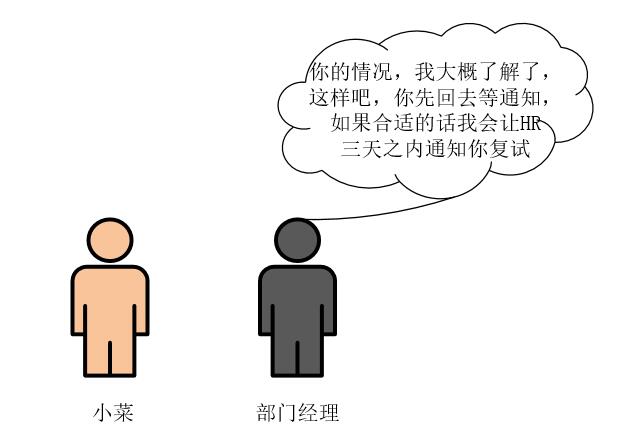 你的情况，我大概了解了，
这样吧，你先回去等通知，
如果合适的话我会让HR
三天之内通知你复试
小菜
部门经理